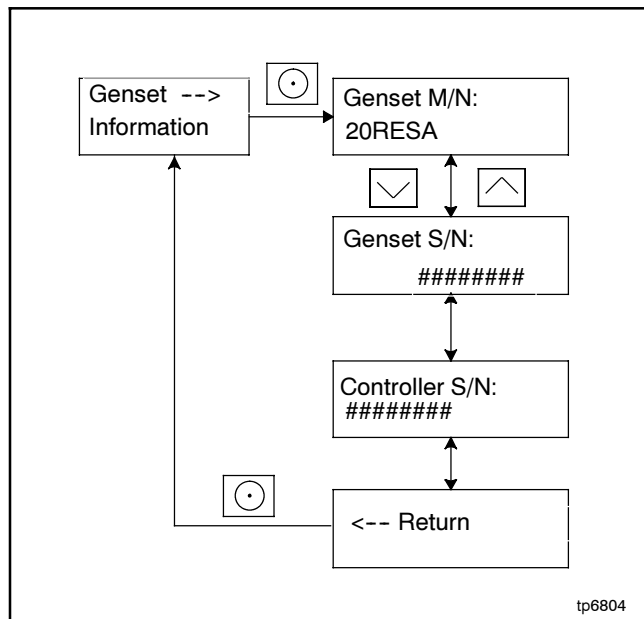 Genset -->
Information
Genset M/N:
20RESA
Genset S/N:
########
Controller S/N:
########
<-- Return
tp6804